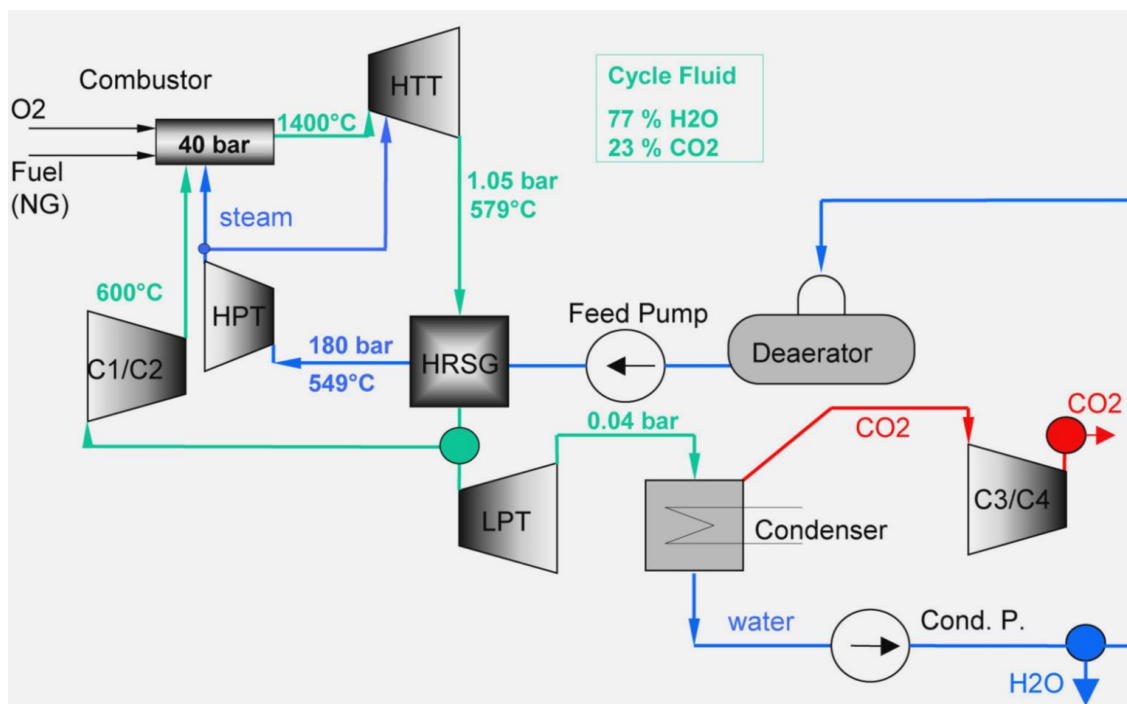 HTT
Cycle Fluid
77 % H2O
23 % CO2
Combustor
O2
1400°C
40 bar
Fuel
(NG)
1.05 bar
579°C
steam
600°C
HPT
Feed Pump
180 bar
549°C
HRSG
Deaerator
C1/C2
0.04 bar
CO2
CO2
LPT
C3/C4
Condenser
water
Cond. P.
H2O